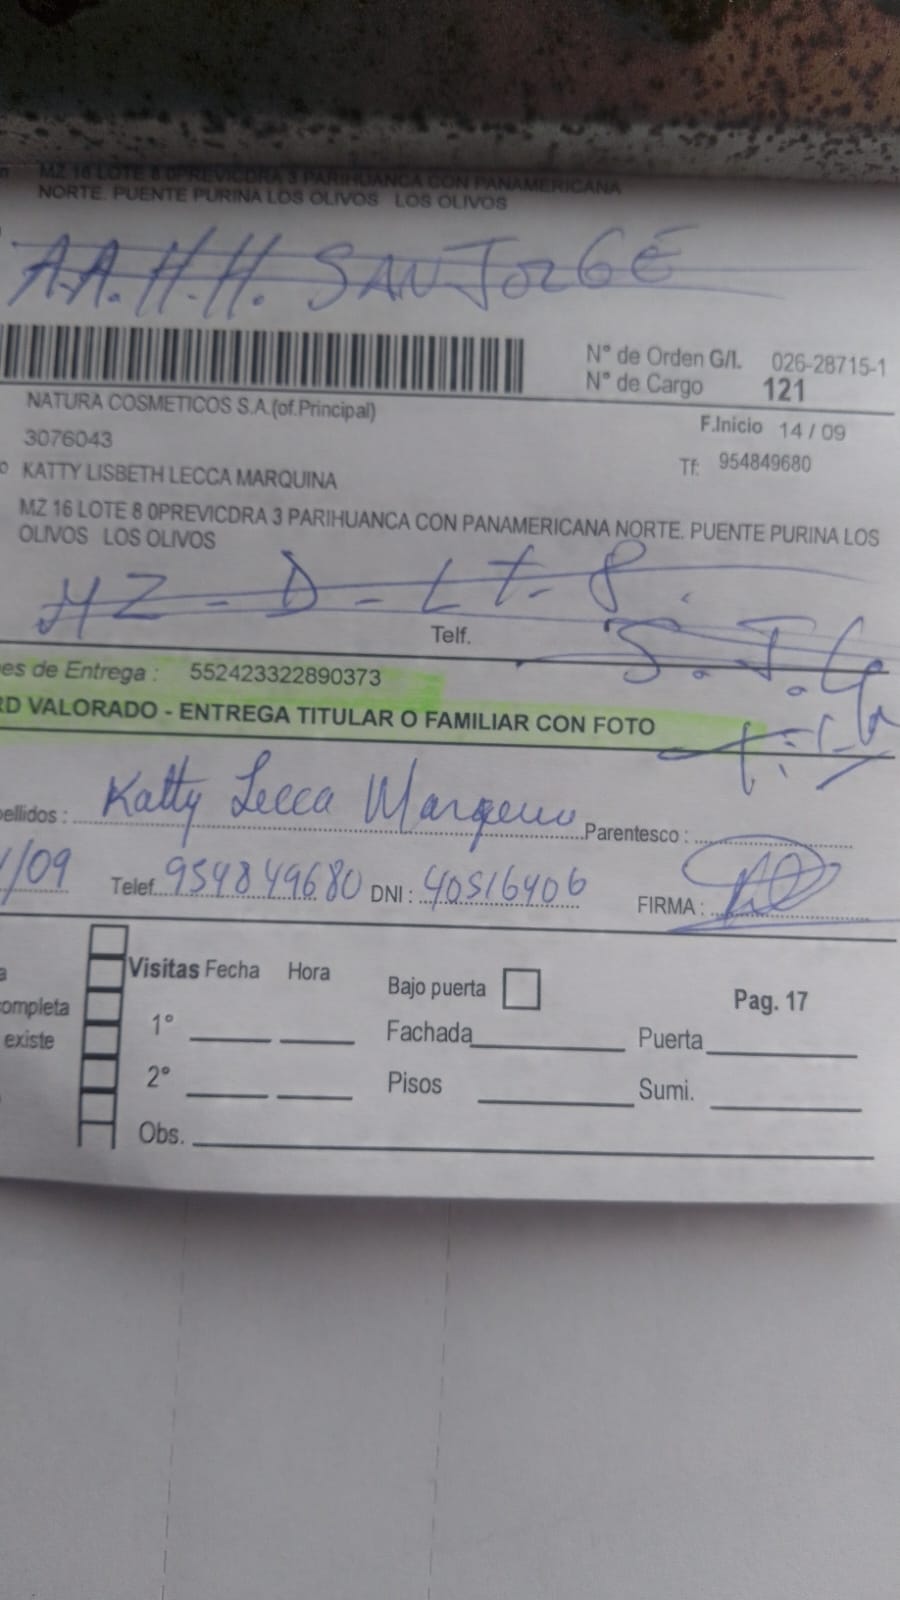 MZ 16 LOTE 8 0PREVICDRA 3 PARIHUANCA CON PANAMERICANA
NORTE. PUENTE PURINA LOS OLIVOS LOS OLIVOS
A.A.H.H. SAN JORGE
N° de Orden G/I. 026-28715-1
N° de Cargo 121
NATURA COSMETICOS S.A.(of.Principal)
F.Inicio 14 / 09
3076043
Tf: 954849680
KATTY LISBETH LECCA MARQUINA
MZ 16 LOTE 8 0PREVICDRA 3 PARIHUANCA CON PANAMERICANA NORTE. PUENTE PURINA LOS
OLIVOS LOS OLIVOS
MZ - D - Lt. 8.
Telf.
S.J.G
es de Entrega : 552423322890373
RD VALORADO - ENTREGA TITULAR O FAMILIAR CON FOTO
ellidos : Katty Lecca Parentesco :
/09 Telef. 954849680 DNI : 40516406 FIRMA :
Visitas Fecha Hora Bajo puerta Pag. 17
ompleta 1° Fachada Puerta
existe
2° Pisos Sumi.
Obs.